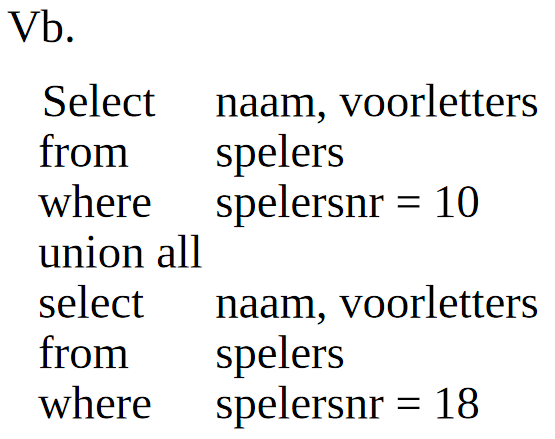 Vb.
Select naam, voorletters
from spelers
where spelersnr = 10
union all
select naam, voorletters
from spelers
where spelersnr = 18